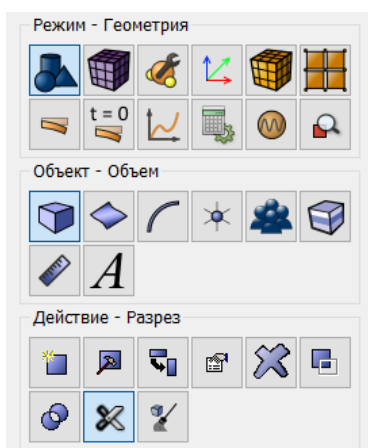 Режим - Геометрия
t = 0
Объект - Объем
A
Действие - Разрез